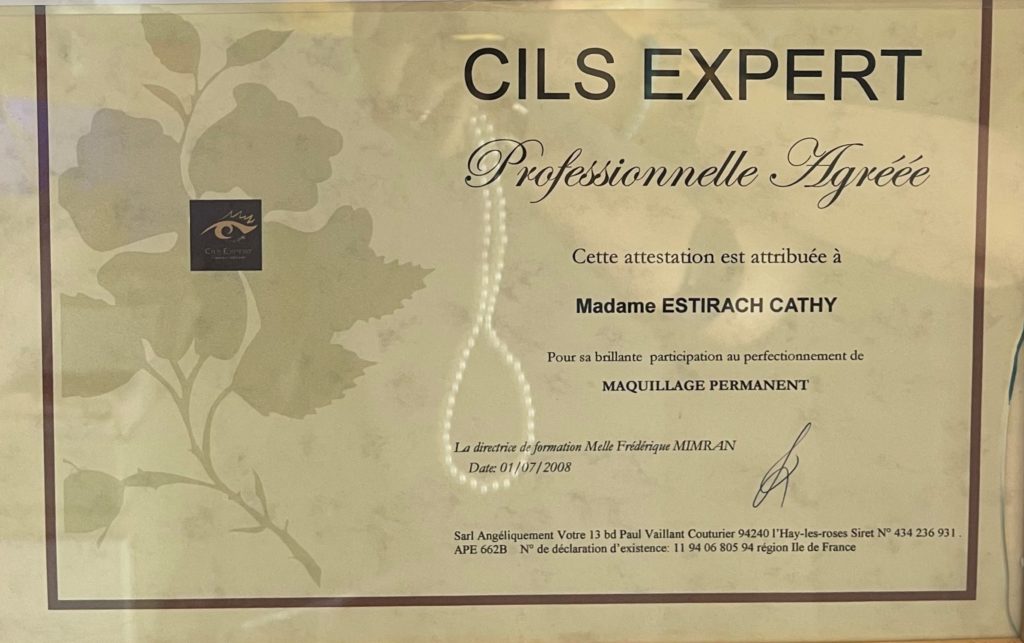 CILS EXPERT
Professionnelle Agréée
CILS EXPERT
Cette attestation est attribuée à
Madame ESTIRACH CATHY
Pour sa brillante participation au perfectionnement de
MAQUILLAGE PERMANENT
La directrice de formation Melle Frédérique MIMRAN
Date: 01/07/2008
Sarl Angéliquement Votre 13 bd Paul Vaillant Couturier 94240 l'Hay-les-roses Siret N° 434 236 931 .
APE 662B N° de déclaration d'existence: 11 94 06 805 94 région Ile de France